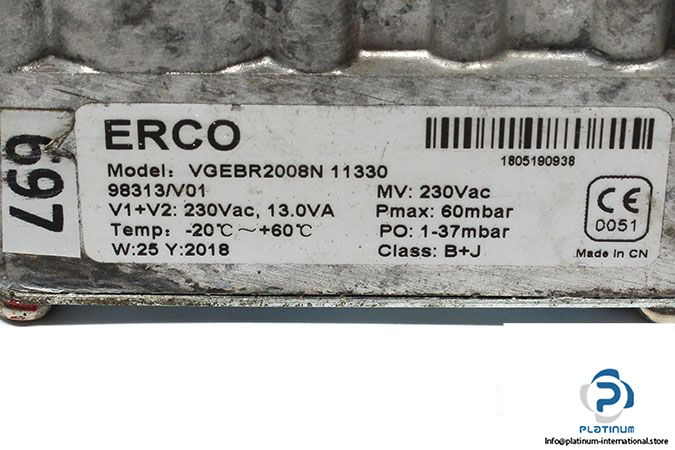 697
ERCO
1805190938
Model: VGEBR2008N 11330
98313/V01
V1+V2: 230Vac, 13.0VA
Temp: -20℃～+60℃
W:25 Y:2018
MV: 230Vac
Pmax: 60mbar
PO: 1-37mbar
Class: B+J
CE
0051
Made In CN
PLATINUM
Info@platinum-international.store